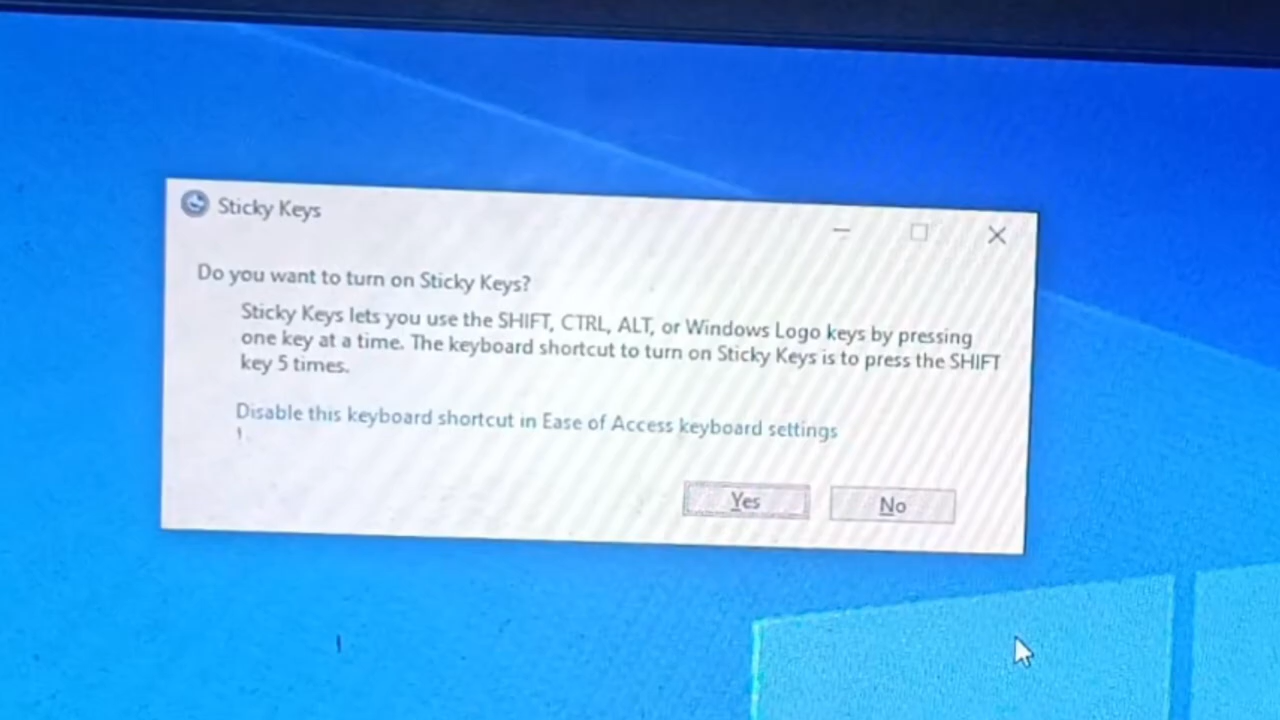 Sticky Keys
Do you want to turn on Sticky Keys?
Sticky Keys lets you use the SHIFT, CTRL, ALT, or Windows Logo keys by pressing
one key at a time. The keyboard shortcut to turn on Sticky Keys is to press the SHIFT
key 5 times.
Disable this keyboard shortcut in Ease of Access keyboard settings
Yes No